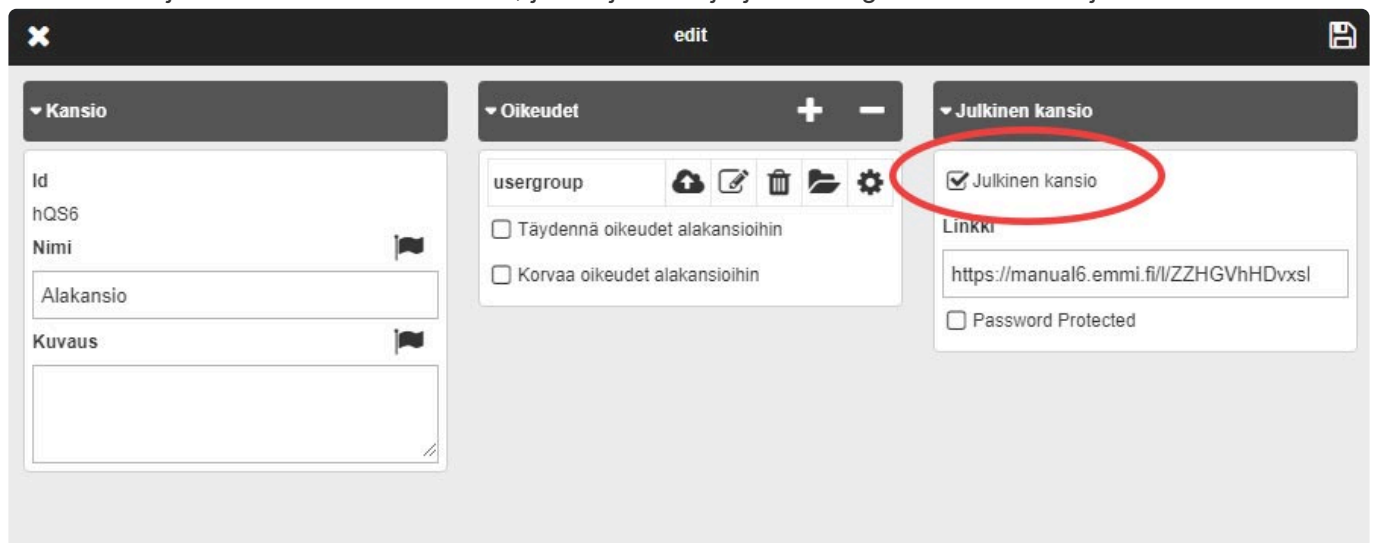 edit
Kansio
Id
hQS6
Nimi
Alakansio
Kuvaus
Oikeudet
usergroup
Täydennä oikeudet alakansioihin
Korvaa oikeudet alakansioihin
Julkinen kansio
Julkinen kansio
Linkki
https://manual6.emmi.fi/l/ZZHGVhHDvxsl
Password Protected